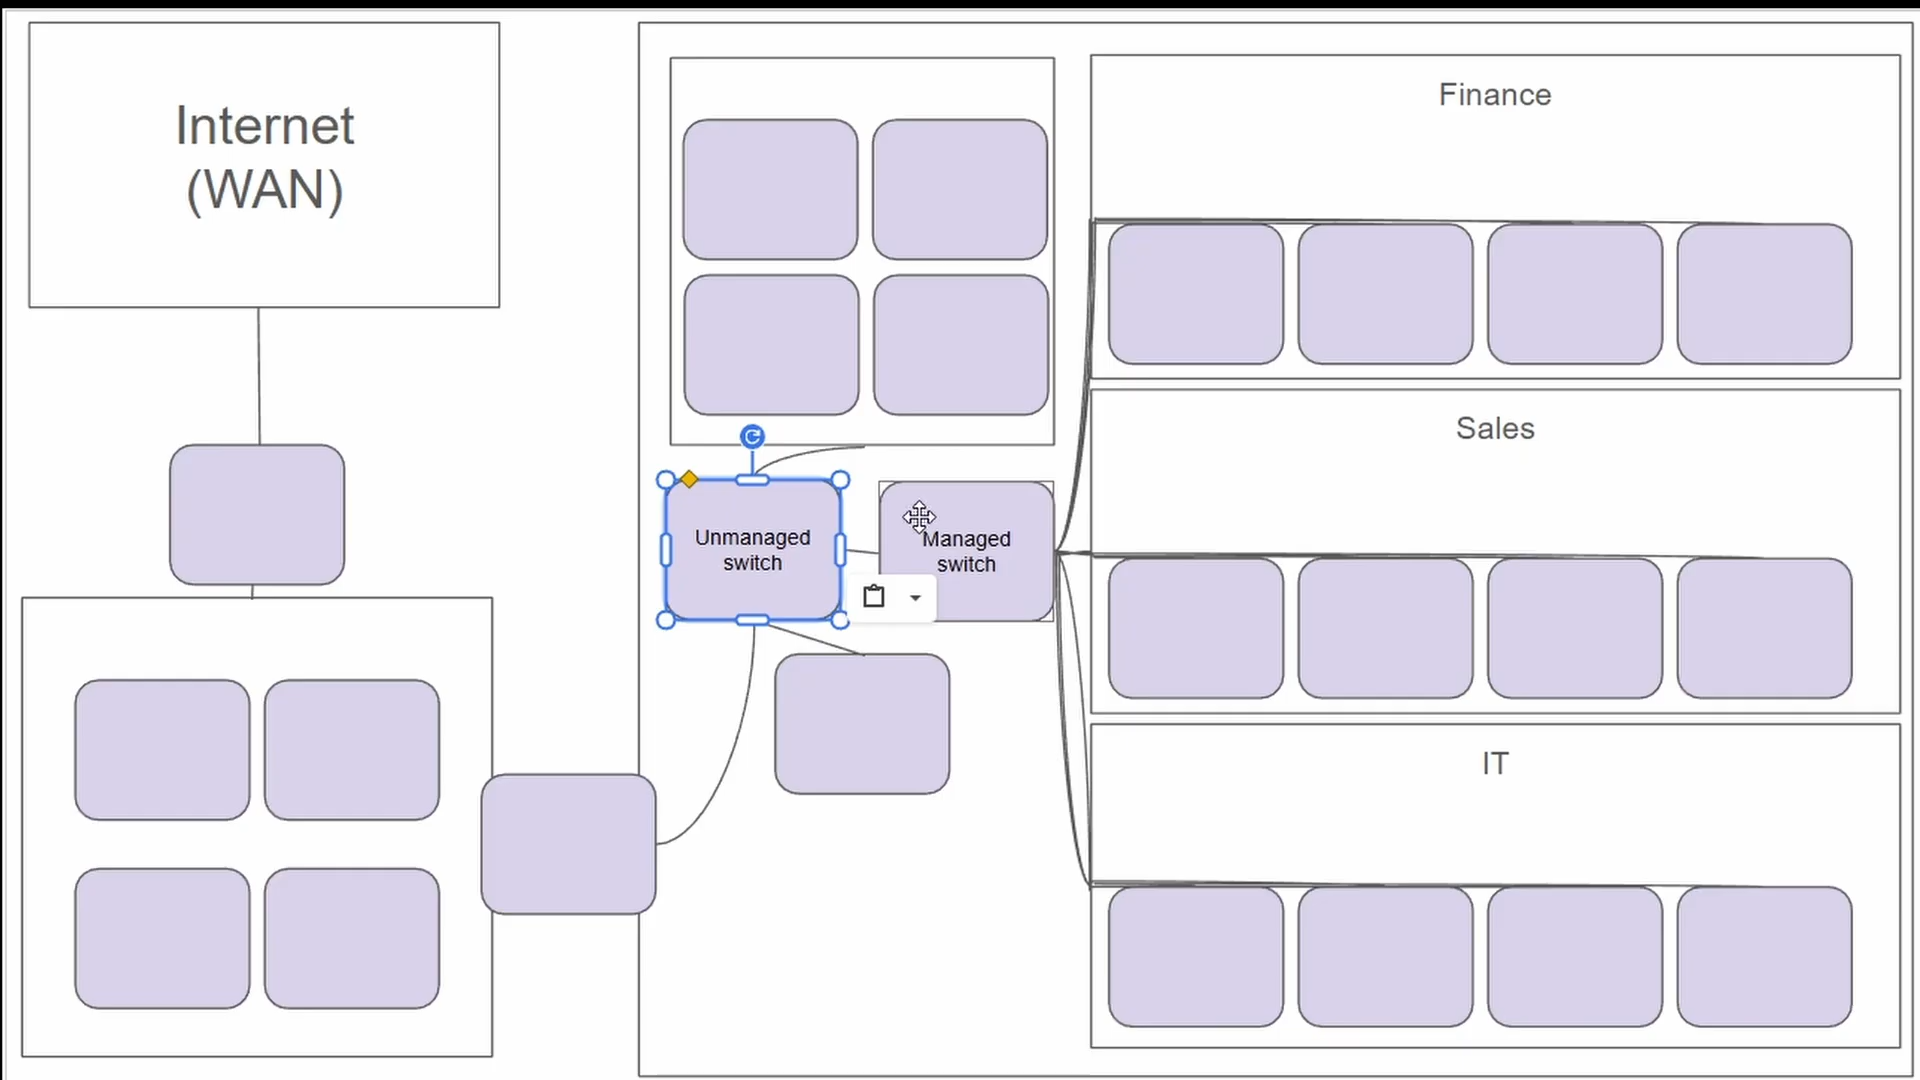 Internet
(WAN)
Finance
Sales
Unmanaged
switch
Managed
switch
IT